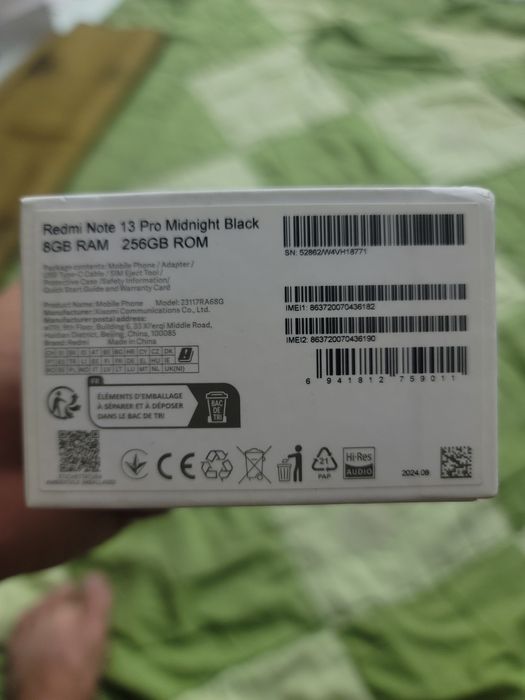 Redmi Note 13 Pro Midnight Black
8GB RAM 256GB ROM
Package contents: Mobile Phone / Adapter /
USB Type-C Cable / SIM Eject Tool /
Protective Case / Safety Information/
Quick Start Guide and Warranty Card
Product Name: Mobile Phone Model: 23117RA68G
Manufacturer: Xiaomi Communications Co., Ltd.
Manufacturer postal address:
#019, 9th Floor, Building 6, 33 Xi'erqi Middle Road,
Haidian District, Beijing, China, 100085
Brand: Redmi Made in China
SN: 52862/W4VH18771
IMEI1: 863720070436182
IMEI2: 863720070436190
6 941812 759011
FR
ÉLÉMENTS D'EMBALLAGE
À SÉPARER ET À DÉPOSER
DANS LE BAC DE TRI
BAC
DE
TRI
CE
21
PAP
Hi-Res
AUDIO
2024.08